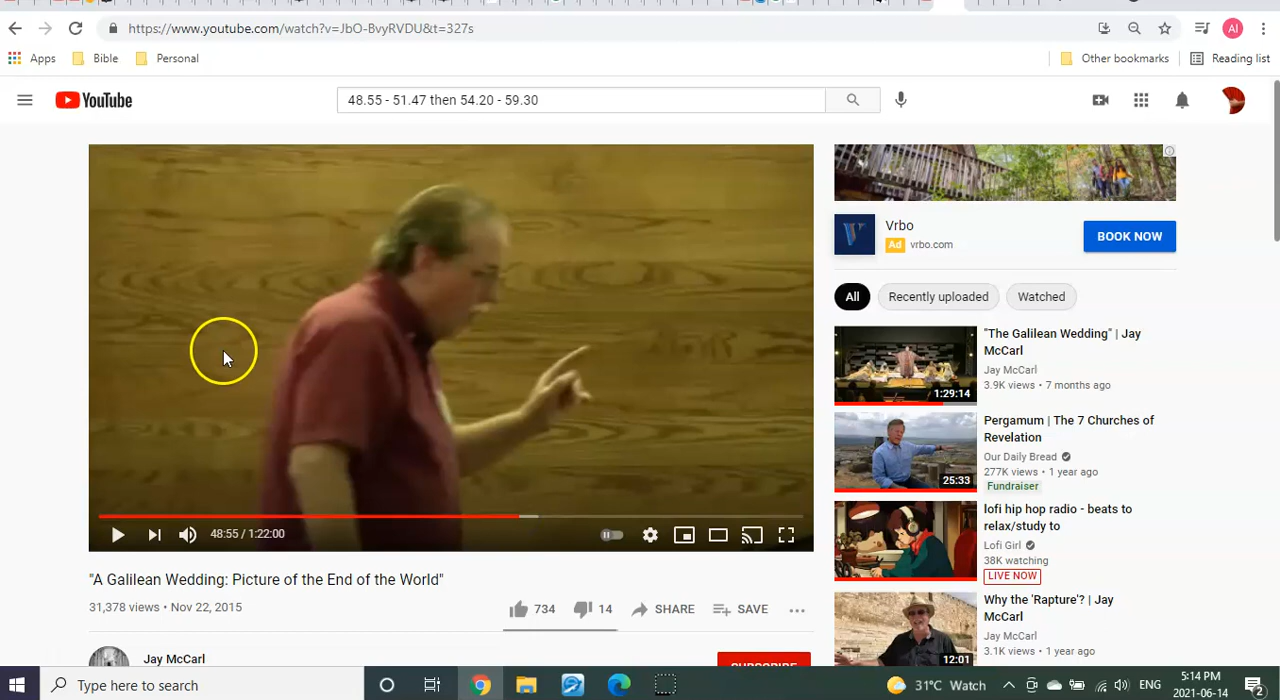 https://www.youtube.com/watch?v=JbO-BvyRVDU&t=327s
AI
Apps
Bible
Personal
Other bookmarks
Reading list
YouTube
48.55 - 51.47 then 54.20 - 59.30
Vrbo
Ad vrbo.com
BOOK NOW
All
Recently uploaded
Watched
"The Galilean Wedding" | Jay
McCarl
Jay McCarl
3.9K views • 7 months ago
1:29:14
Pergamum | The 7 Churches of
Revelation
Our Daily Bread
277K views • 1 year ago
Fundraiser
25:33
lofi hip hop radio - beats to
relax/study to
Lofi Girl
38K watching
LIVE NOW
Why the 'Rapture'? | Jay
McCarl
Jay McCarl
3.1K views • 1 year ago
12:01
48:55 / 1:22:00
"A Galilean Wedding: Picture of the End of the World"
31,378 views • Nov 22, 2015
734
14
SHARE
SAVE
Jay McCarl
SUBSCRIBE
Type here to search
31°C Watch
ENG
5:14 PM
2021-06-14
2